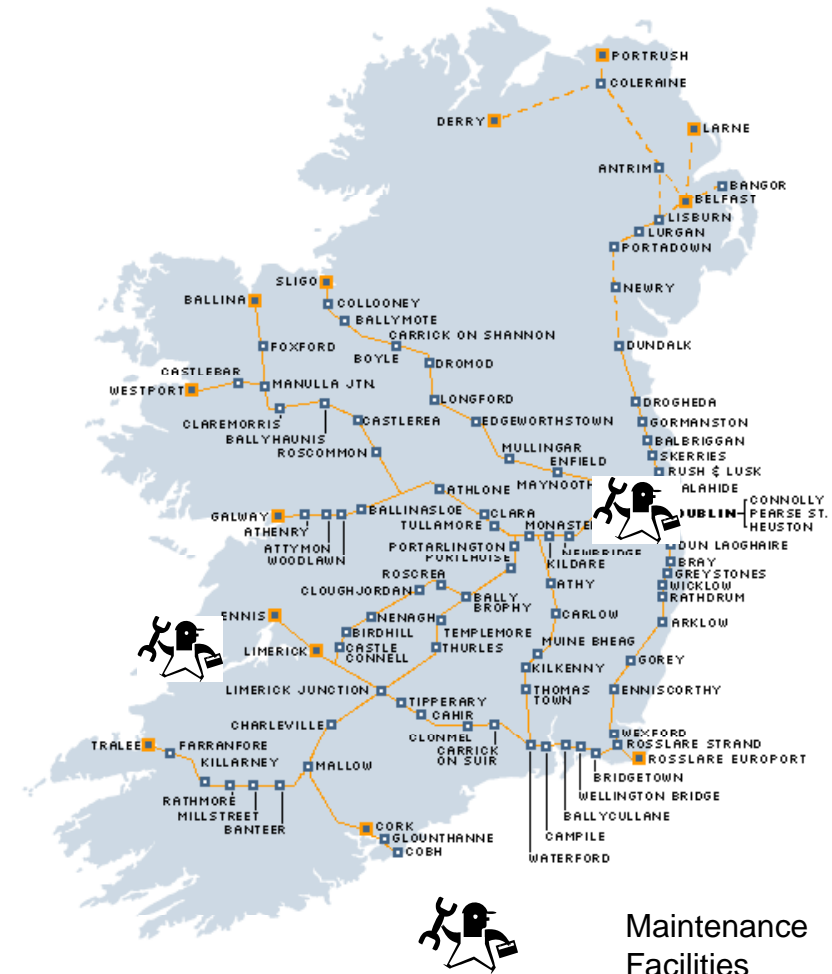 PORTRUSH
COLERAINE
DERRY
LARNE
ANTRIM
BANGOR
BELFAST
LISBURN
LURGAN
PORTADOWN
SLIGO
NEWRY
BALLINA
COLLOONEY
BALLYMOTE
CARRICK ON SHANNON
FOXFORD
BOYLE
DROMOD
DUNDALK
CASTLEBAR
WESTPORT
MANULLA JTN.
LONGFORD
DROGHEDA
CLAREMORRIS
CASTLEREA
EDGEWORTHSTOWN
GORMANSTON
BALLYHAUNIS
BALBRIGGAN
ROSCOMMON
MULLINGAR
SKERRIES
ENFIELD
RUSH & LUSK
MAYNOOTH
ALAHIDE
ATHLONE
CONNOLLY
GALWAY
BALLINASLOE
CLARA
UBLIN
PEARSE ST.
ATHENRY
TULLAMORE
MONASTE
HEUSTON
ATTYMON
PORTARLINGTON
NEWBRIDGE
DUN LAOGHAIRE
WOODLAWN
KILDARE
BRAY
ROSCREA
GREYSTONES
CLOUGHJORDAN
ATHY
WICKLOW
BALLY
BROPHY
RATHDRUM
ENNIS
NENAGH
CARLOW
ARKLOW
BIRDHILL
TEMPLEMORE
MUINE BHEAG
LIMERICK
CASTLE
CONNELL
THURLES
GOREY
KILKENNY
LIMERICK JUNCTION
THOMAS
TOWN
ENNISCORTHY
TIPPERARY
CAHIR
CHARLEVILLE
CLONMEL
WEXFORD
TRALEE
FARRANFORE
CARRICK
ON SUIR
ROSSLARE STRAND
KILLARNEY
MALLOW
ROSSLARE EUROPORT
BRIDGETOWN
RATHMORE
WELLINGTON BRIDGE
MILLSTREET
BALLYCULLANE
BANTEER
CORK
CAMPILE
GLOUNTHANNE
COBH
WATERFORD
Maintenance
Facilities